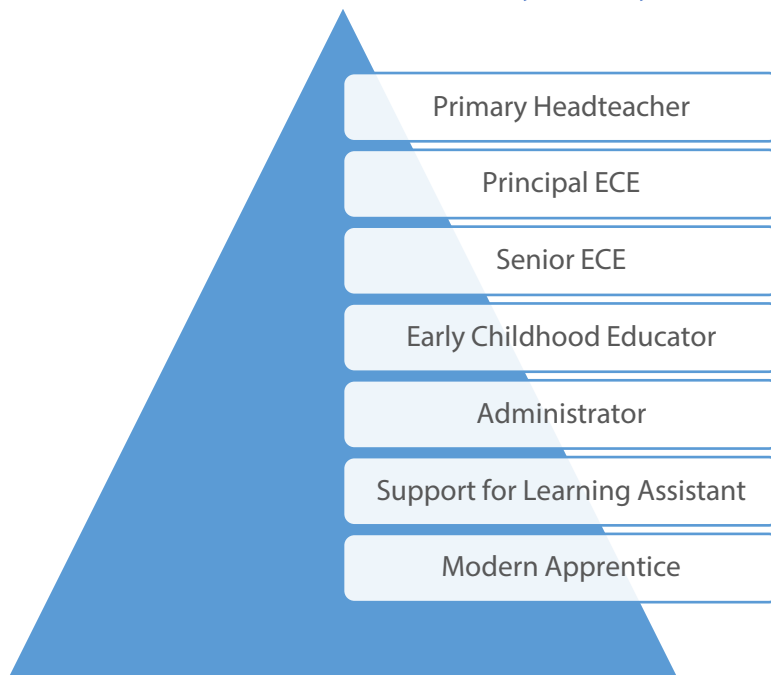 Primary Headteacher
Principal ECE
Senior ECE
Early Childhood Educator
Administrator
Support for Learning Assistant
Modern Apprentice